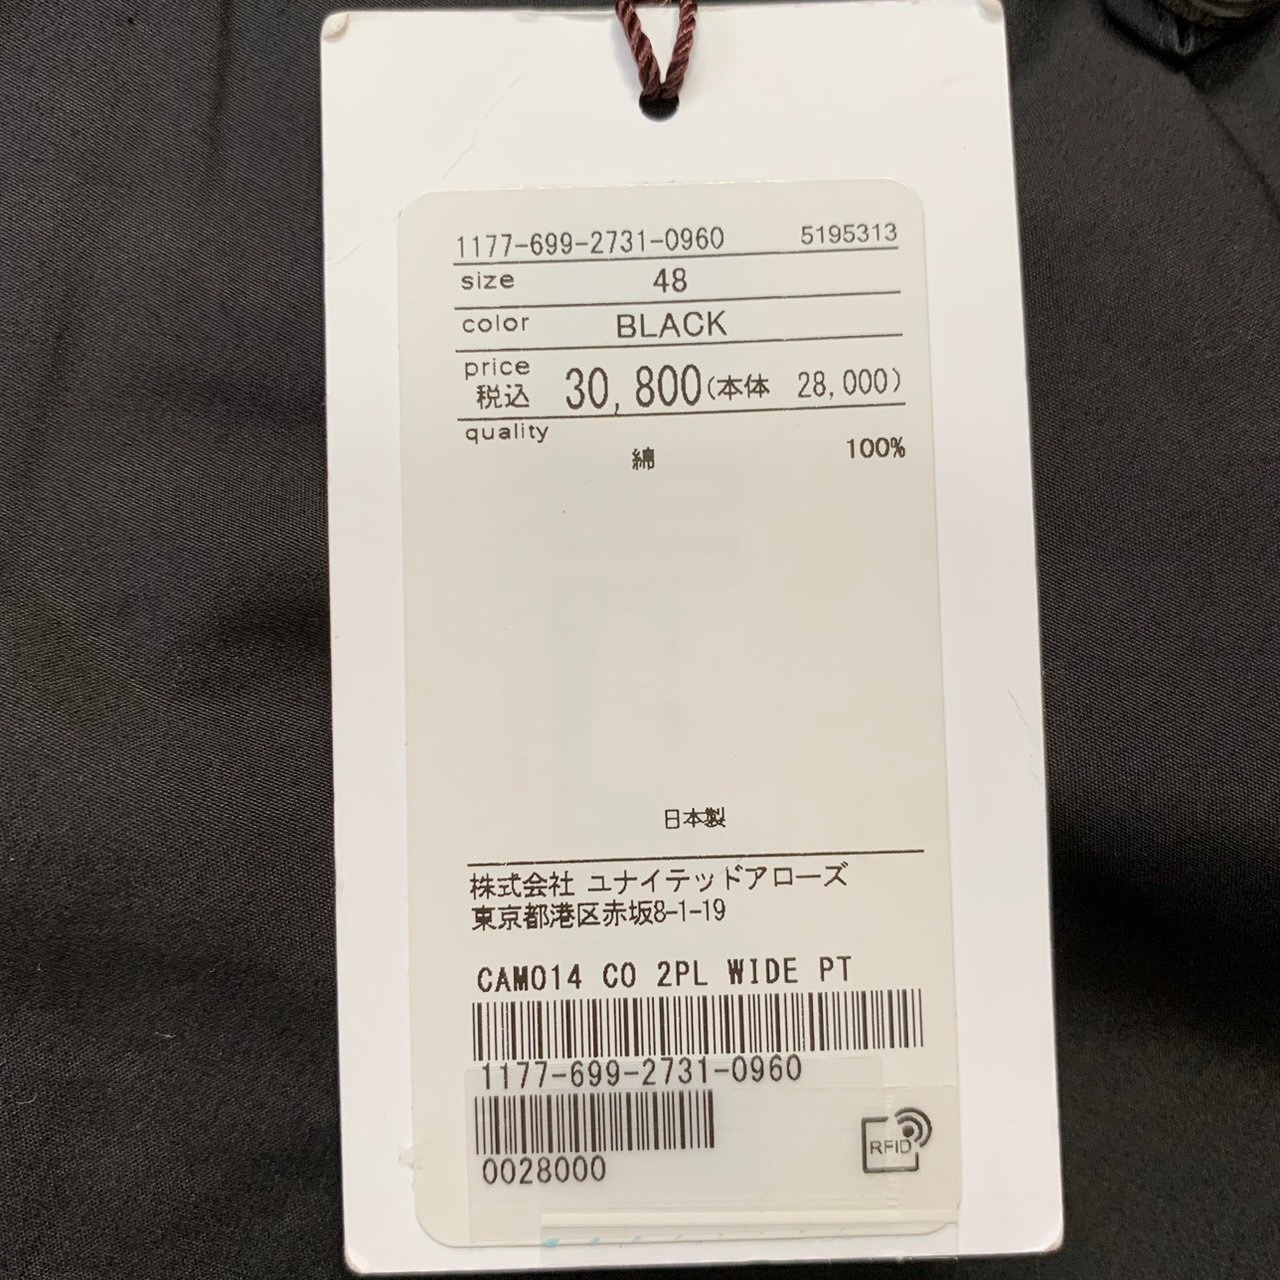 1177-699-2731-0960 5195313
size 48
color BLACK
price
税込 30,800(本体 28,000)
quality
綿 100%
日本製
株式会社 ユナイテッドアローズ
東京都港区赤坂8-1-19
CAM014 CO 2PL WIDE PT
1177-699-2731-0960
0028000
RFID